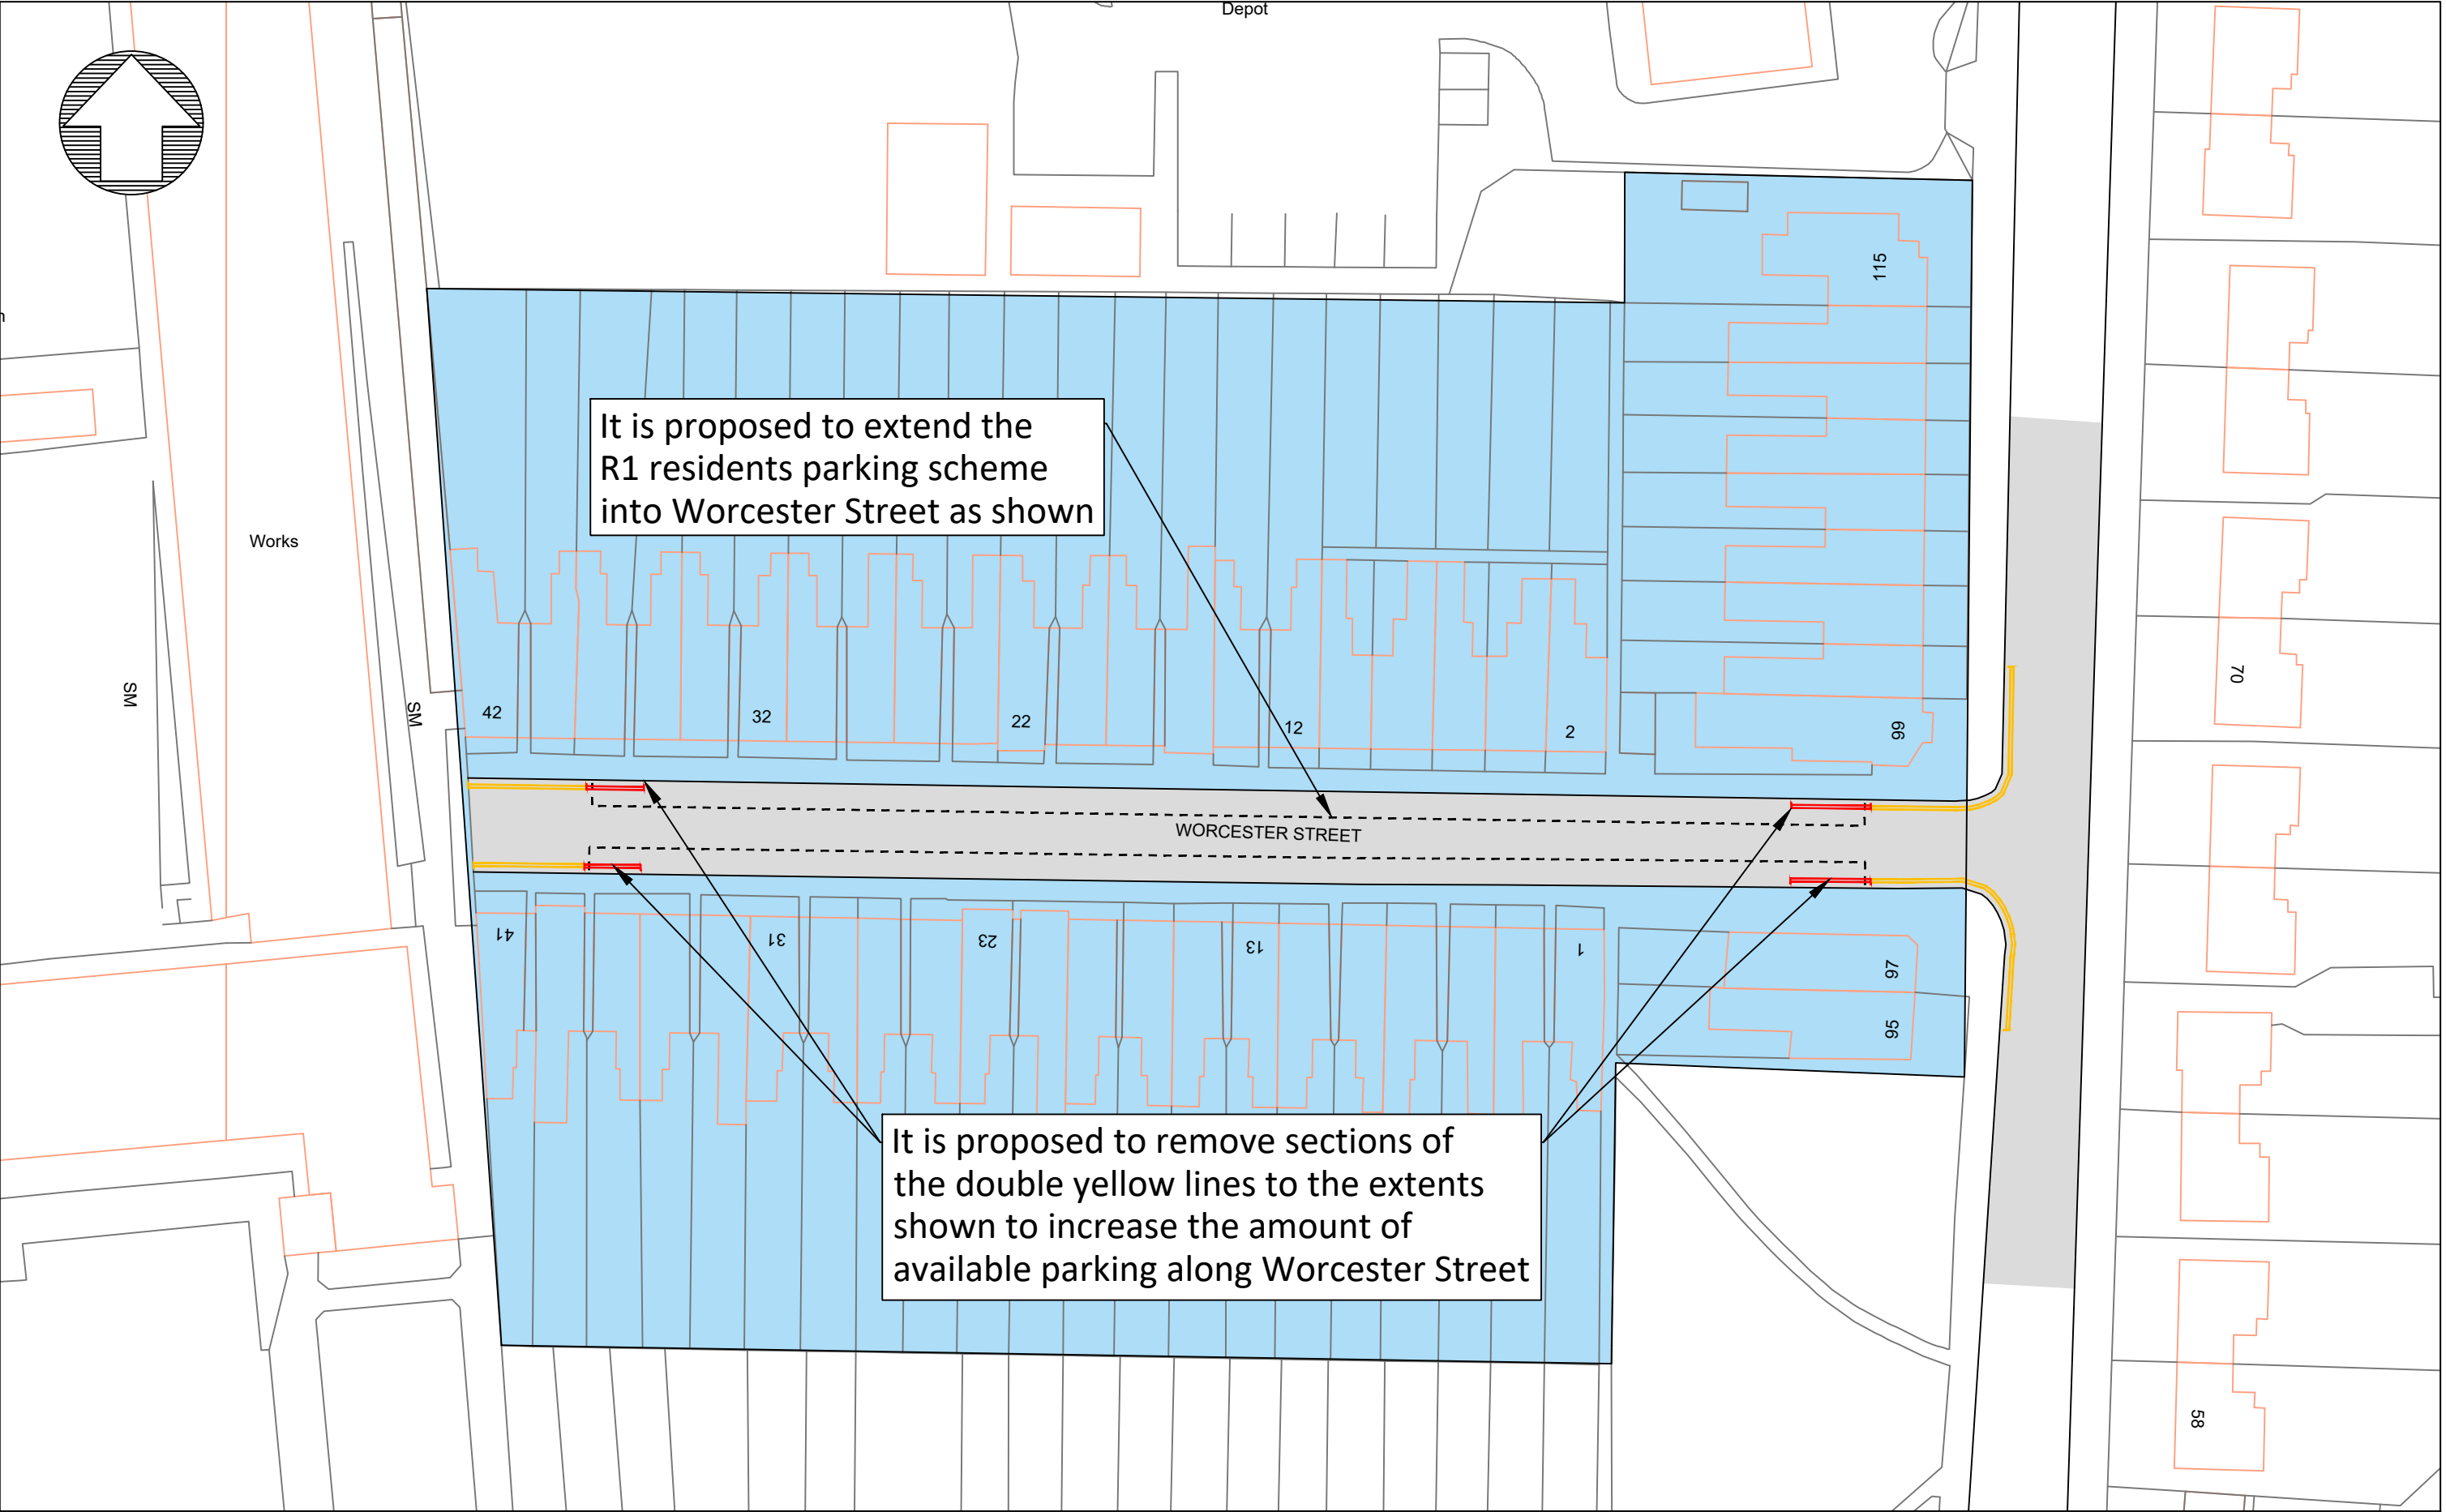 Depot
115
It is proposed to extend the
R1 residents parking scheme
into Worcester Street as shown
Works
SM
SM
70
42
32
22
12
2
99
WORCESTER STREET
41
31
23
13
1
97
95
It is proposed to remove sections of
the double yellow lines to the extents
shown to increase the amount of
available parking along Worcester Street
58